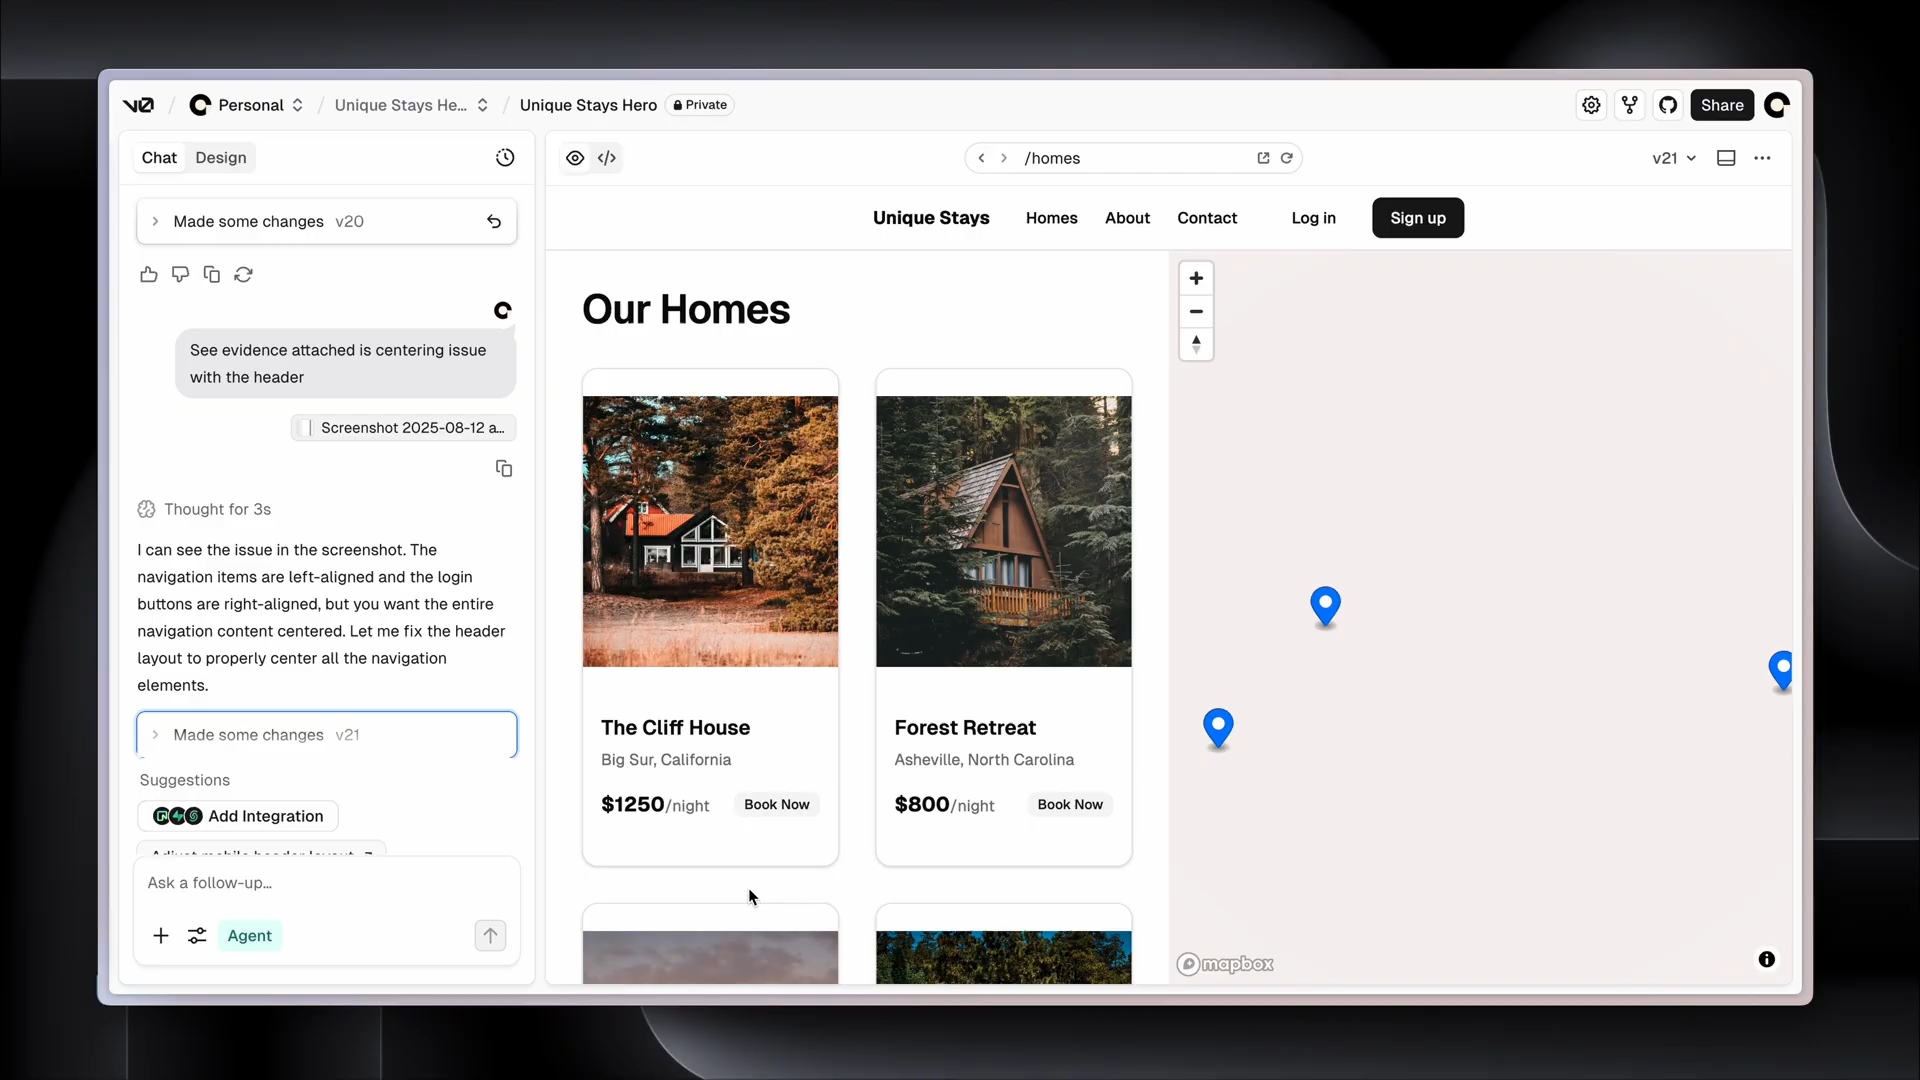 v0
Personal
Unique Stays He...
Unique Stays Hero
Private
Share
Chat
Design
/homes
v21
Made some changes v20
See evidence attached is centering issue
with the header
Screenshot 2025-08-12 a...
Thought for 3s
I can see the issue in the screenshot. The
navigation items are left-aligned and the login
buttons are right-aligned, but you want the entire
navigation content centered. Let me fix the header
layout to properly center all the navigation
elements.
Made some changes v21
Suggestions
Add Integration
Adjust mobile header layout
Ask a follow-up...
Agent
Unique Stays
Homes
About
Contact
Log in
Sign up
Our Homes
The Cliff House
Big Sur, California
$1250/night
Book Now
Forest Retreat
Asheville, North Carolina
$800/night
Book Now
mapbox